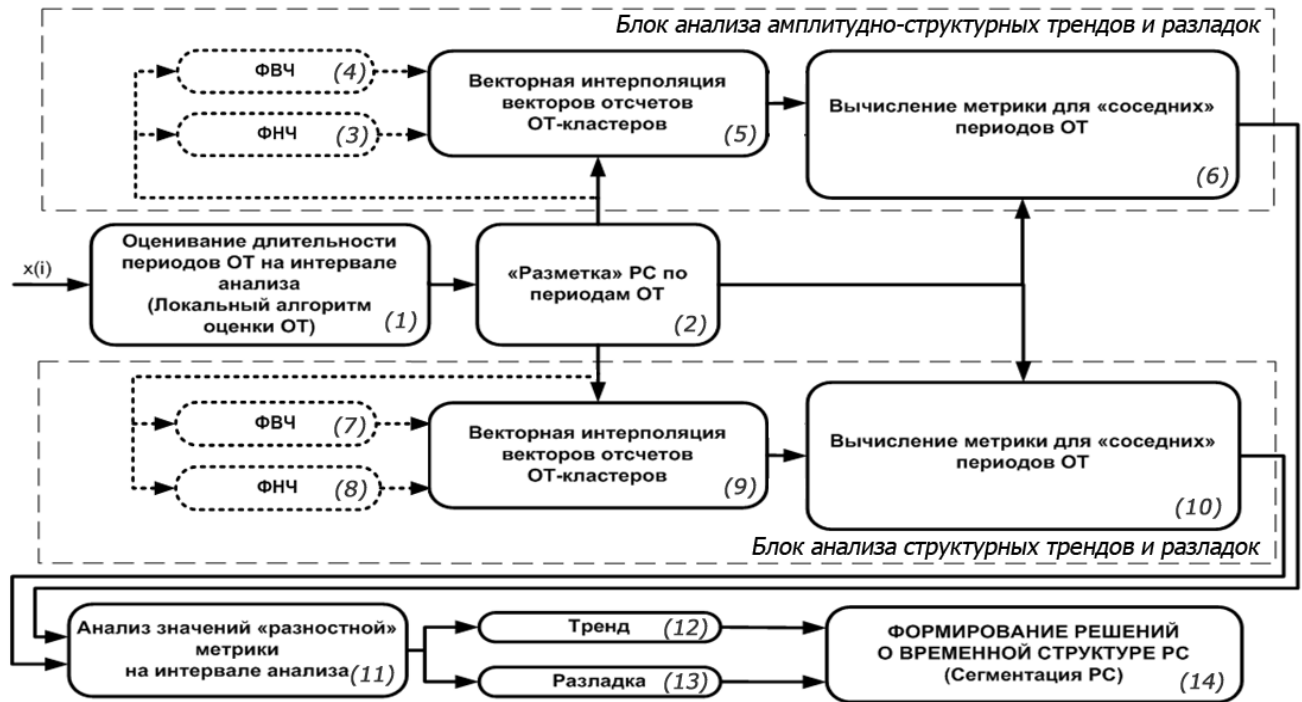 Блок анализа амплитудно-структурных трендов и разладок
ФВЧ (4)
ФНЧ (3)
Векторная интерполяция
векторов отсчетов
ОТ-кластеров
(5)
Вычисление метрики для «соседних»
периодов ОТ
(6)
x(i)
Оценивание длительности
периодов ОТ на интервале
анализа
(Локальный алгоритм
оценки ОТ)
(1)
«Разметка» РС по
периодам ОТ
(2)
ФВЧ (7)
ФНЧ (8)
Векторная интерполяция
векторов отсчетов
ОТ-кластеров
(9)
Вычисление метрики для «соседних»
периодов ОТ
(10)
Блок анализа структурных трендов и разладок
Анализ значений «разностной»
метрики
на интервале анализа
(11)
Тренд (12)
Разладка (13)
ФОРМИРОВАНИЕ РЕШЕНИЙ
О ВРЕМЕННОЙ СТРУКТУРЕ РС
(Сегментация РС)
(14)